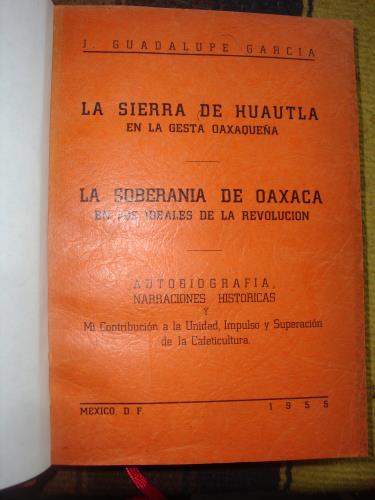 J. GUADALUPE GARCIA
LA SIERRA DE HUAUTLA
EN LA GESTA OAXAQUEÑA
LA SOBERANIA DE OAXACA
EN LOS IDEALES DE LA REVOLUCION
AUTOBIOGRAFIA,
NARRACIONES HISTORICAS
Y
Mi Contribución a la Unidad, Impulso y Superación
de la Cafeticultura.
MEXICO, D. F. 1955